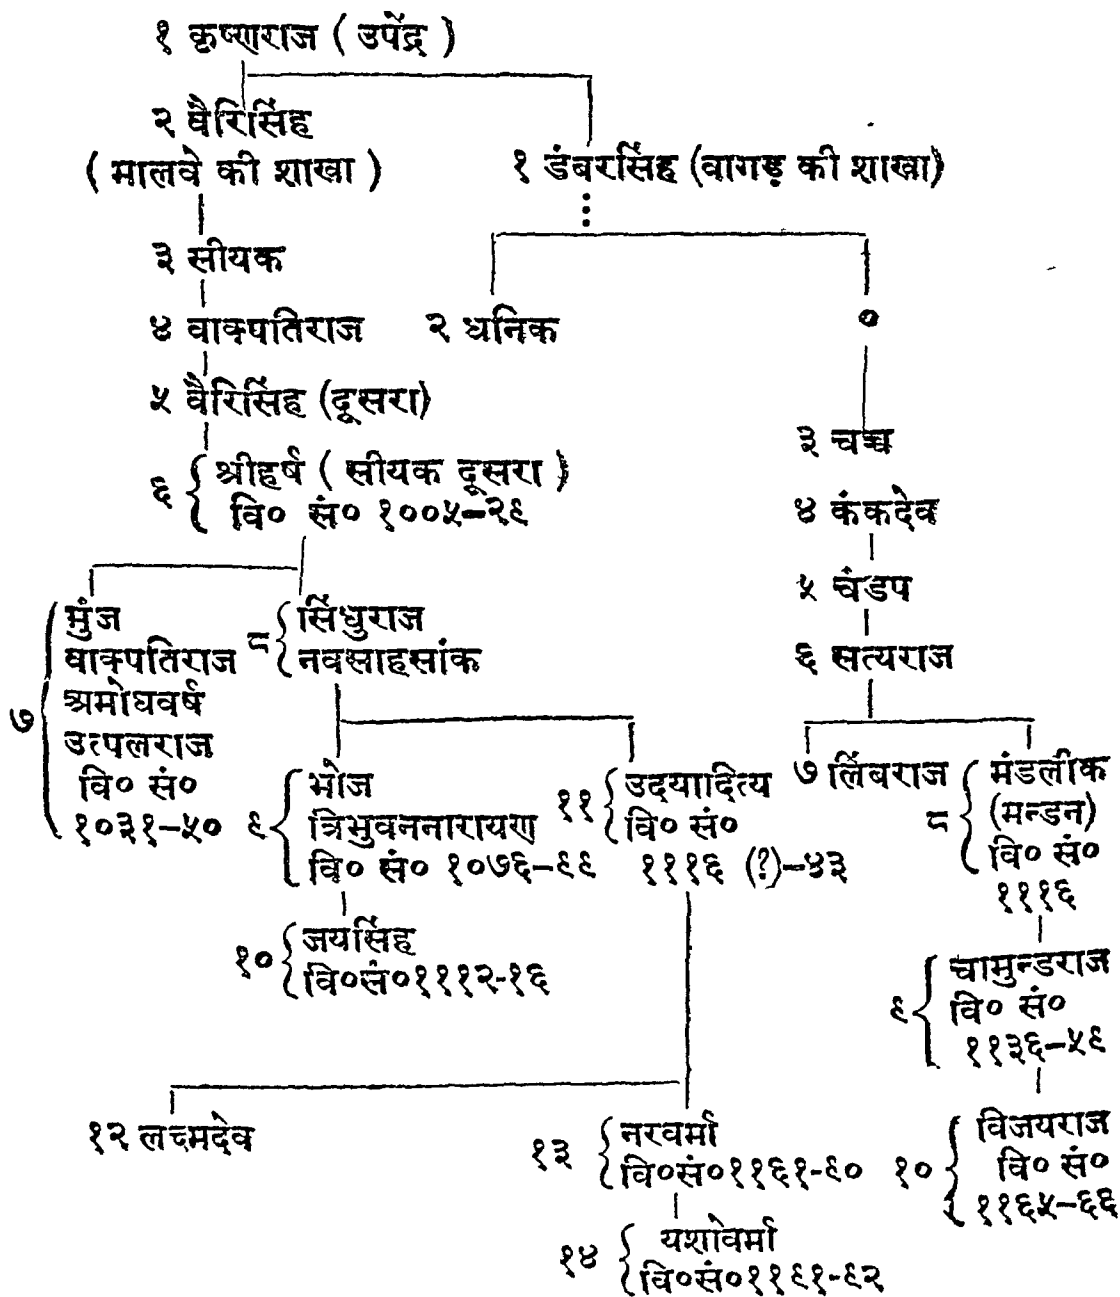 १ कृष्णराज ( उपेंद्र )
२ वैरिसिंह
( मालवे की शाखा )
१ डंबरसिंह (वागड़ की शाखा)
३ सीयक
४ वाक्पतिराज
२ धनिक
०
५ वैरिसिंह (दूसरा)
३ चच्च
६ श्रीहर्ष ( सीयक दूसरा )
वि० सं० १००५–२९
४ कंकदेव
५ चंडप
६ सत्यराज
७ मुंज
वाक्पतिराज
अमोघवर्ष
उत्पलराज
वि० सं०
१०३१–५०
८ सिंधुराज
नवसाहसांक
९ भोज
त्रिभुवननारायण
वि० सं० १०७६–९९
११ उदयादित्य
वि० सं०
१११६ (?)–४३
७ लिंबराज
८ मंडलीक
(मन्डन)
वि० सं०
१११६
१० जयसिंह
वि०सं०१११२-१६
९ चामुन्डराज
वि० सं०
११३६–५९
१२ लक्ष्मदेव
१३ नरवर्मा
वि०सं०११६१-९०
१० विजयराज
वि० सं०
११६५–६६
१४ यशोवर्मा
वि०सं०११९१-९२